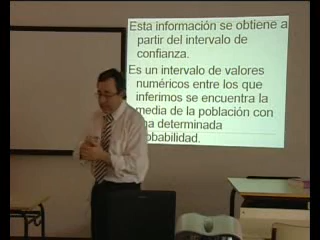 Esta información se obtiene a
partir del intervalo de
confianza.
Es un intervalo de valores
numéricos entre los que
inferimos se encuentra la
media de la población con
determinada